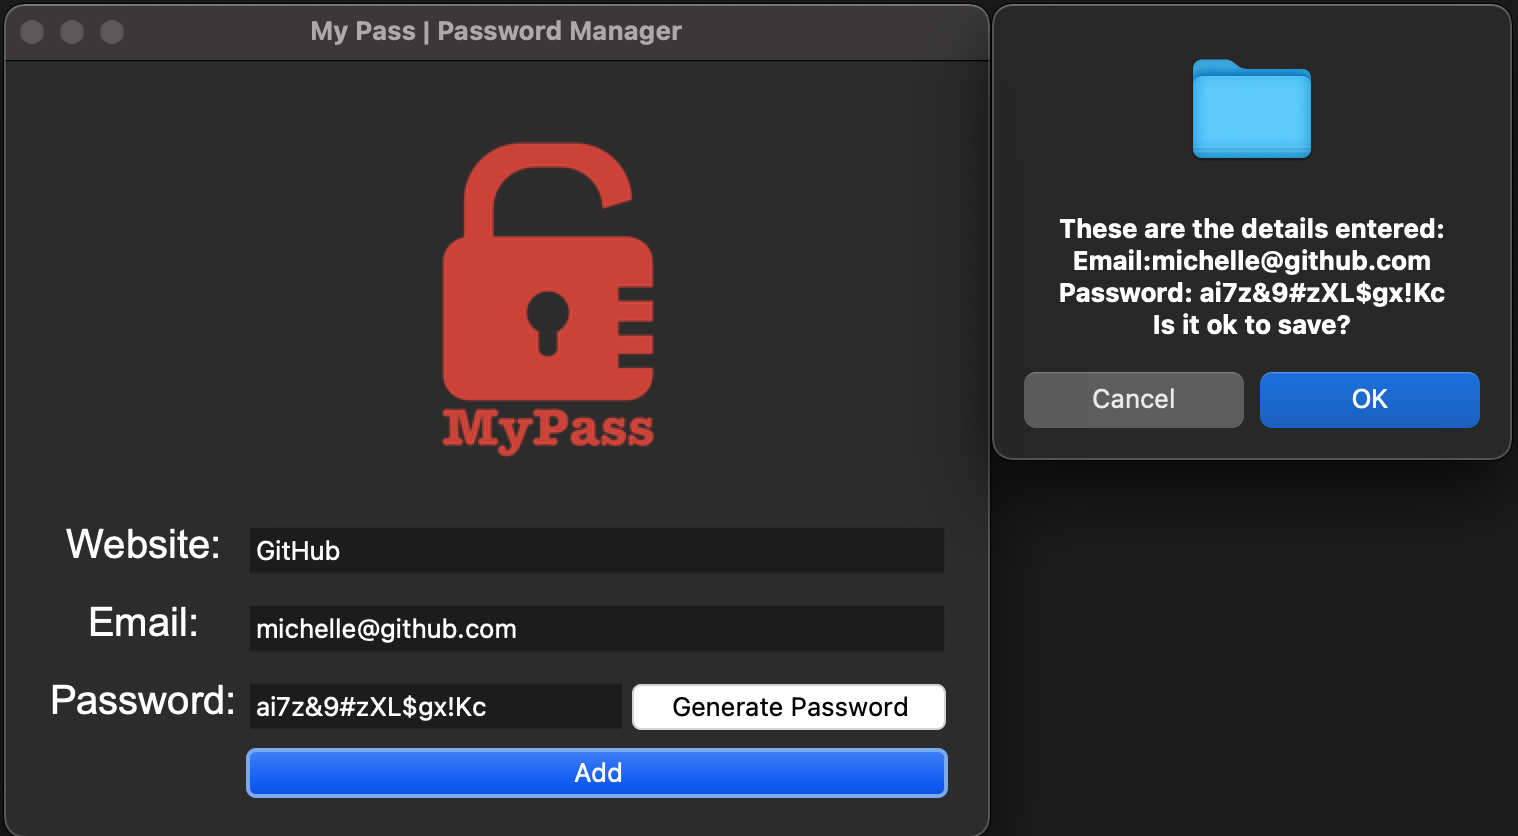 My Pass | Password Manager
MyPass
Website:
GitHub
Email:
michelle@github.com
Password:
ai7z&9#zXL$gx!Kc
Generate Password
Add
These are the details entered:
Email:michelle@github.com
Password: ai7z&9#zXL$gx!Kc
Is it ok to save?
Cancel
OK